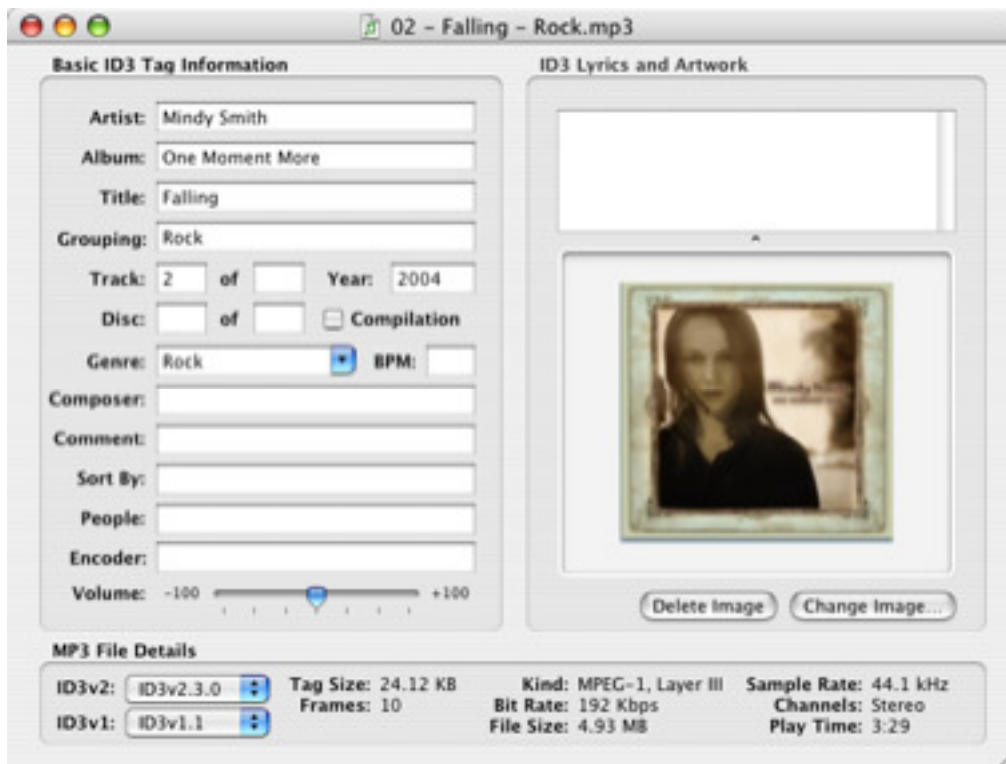 02 – Falling – Rock.mp3
Basic ID3 Tag Information
Artist: Mindy Smith
Album: One Moment More
Title: Falling
Grouping: Rock
Track: 2 of Year: 2004
Disc: of Compilation
Genre: Rock BPM:
Composer:
Comment:
Sort By:
People:
Encoder:
Volume: -100 +100
ID3 Lyrics and Artwork
Mindy Smith
Delete Image Change Image...
MP3 File Details
ID3v2: ID3v2.3.0 Tag Size: 24.12 KB Kind: MPEG-1, Layer III Sample Rate: 44.1 kHz
Frames: 10 Bit Rate: 192 Kbps Channels: Stereo
ID3v1: ID3v1.1 File Size: 4.93 MB Play Time: 3:29